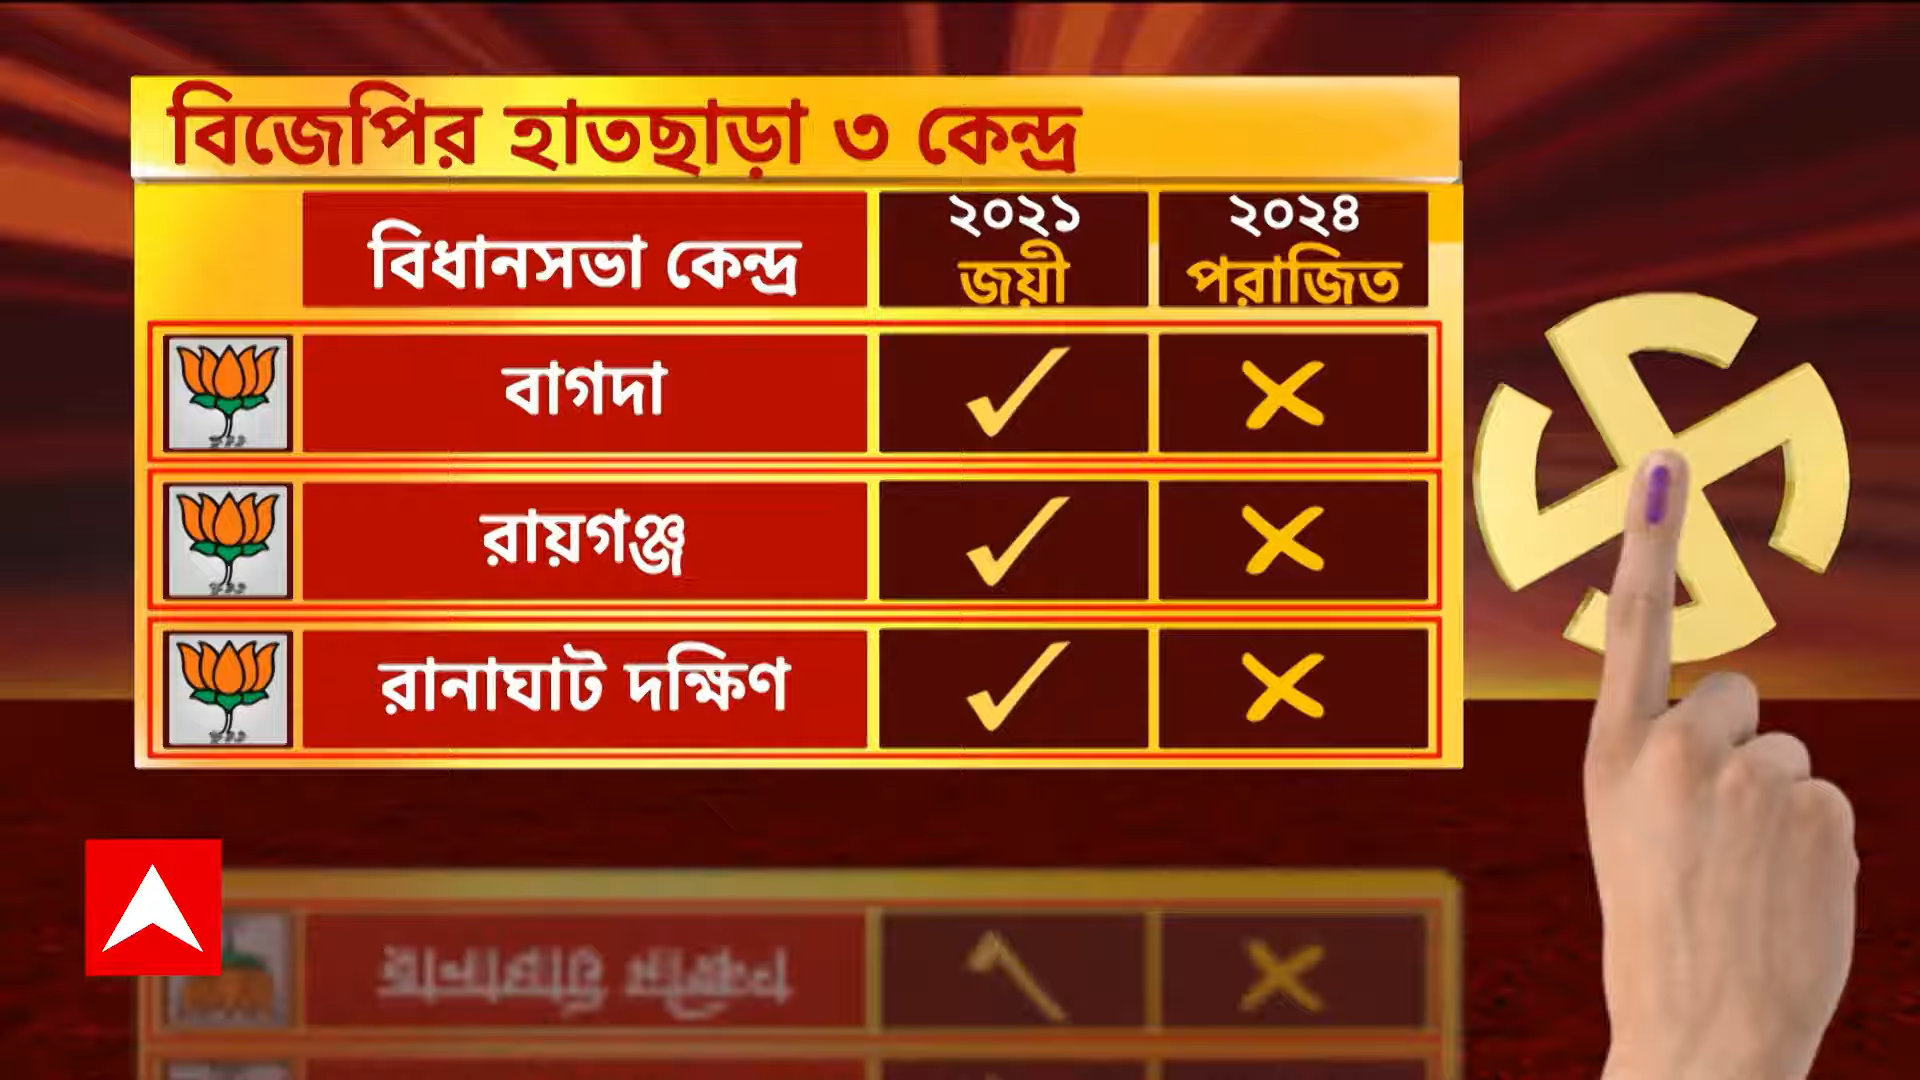 বিজেপির হাতছাড়া ৩ কেন্দ্র
বিধানসভা কেন্দ্র
২০২১
জয়ী
২০২৪
পরাজিত
বাগদা
রায়গঞ্জ
রানাঘাট দক্ষিণ